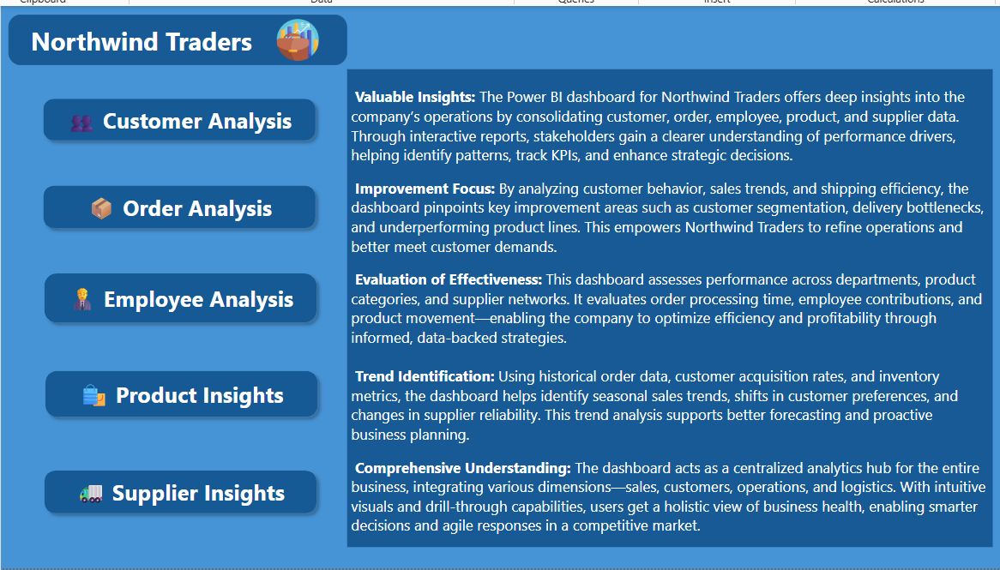 Clipboard
Data
Queries
Insert
Calculations
Northwind Traders
Customer Analysis
Order Analysis
Employee Analysis
Product Insights
Supplier Insights
Valuable Insights: The Power BI dashboard for Northwind Traders offers deep insights into the
company’s operations by consolidating customer, order, employee, product, and supplier data.
Through interactive reports, stakeholders gain a clearer understanding of performance drivers,
helping identify patterns, track KPIs, and enhance strategic decisions.
Improvement Focus: By analyzing customer behavior, sales trends, and shipping efficiency, the
dashboard pinpoints key improvement areas such as customer segmentation, delivery bottlenecks,
and underperforming product lines. This empowers Northwind Traders to refine operations and
better meet customer demands.
Evaluation of Effectiveness: This dashboard assesses performance across departments, product
categories, and supplier networks. It evaluates order processing time, employee contributions, and
product movement—enabling the company to optimize efficiency and profitability through
informed, data-backed strategies.
Trend Identification: Using historical order data, customer acquisition rates, and inventory
metrics, the dashboard helps identify seasonal sales trends, shifts in customer preferences, and
changes in supplier reliability. This trend analysis supports better forecasting and proactive
business planning.
Comprehensive Understanding: The dashboard acts as a centralized analytics hub for the entire
business, integrating various dimensions—sales, customers, operations, and logistics. With intuitive
visuals and drill-through capabilities, users get a holistic view of business health, enabling smarter
decisions and agile responses in a competitive market.